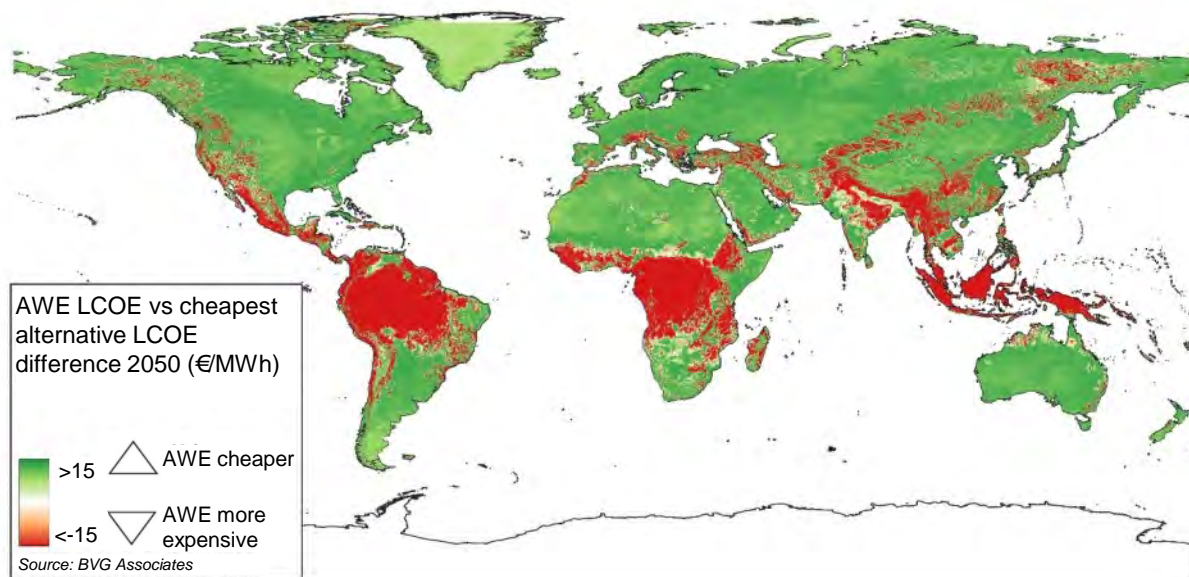 AWE LCOE vs cheapest
alternative LCOE
difference 2050 (€/MWh)
>15
AWE cheaper
<-15
AWE more
expensive
Source: BVG Associates